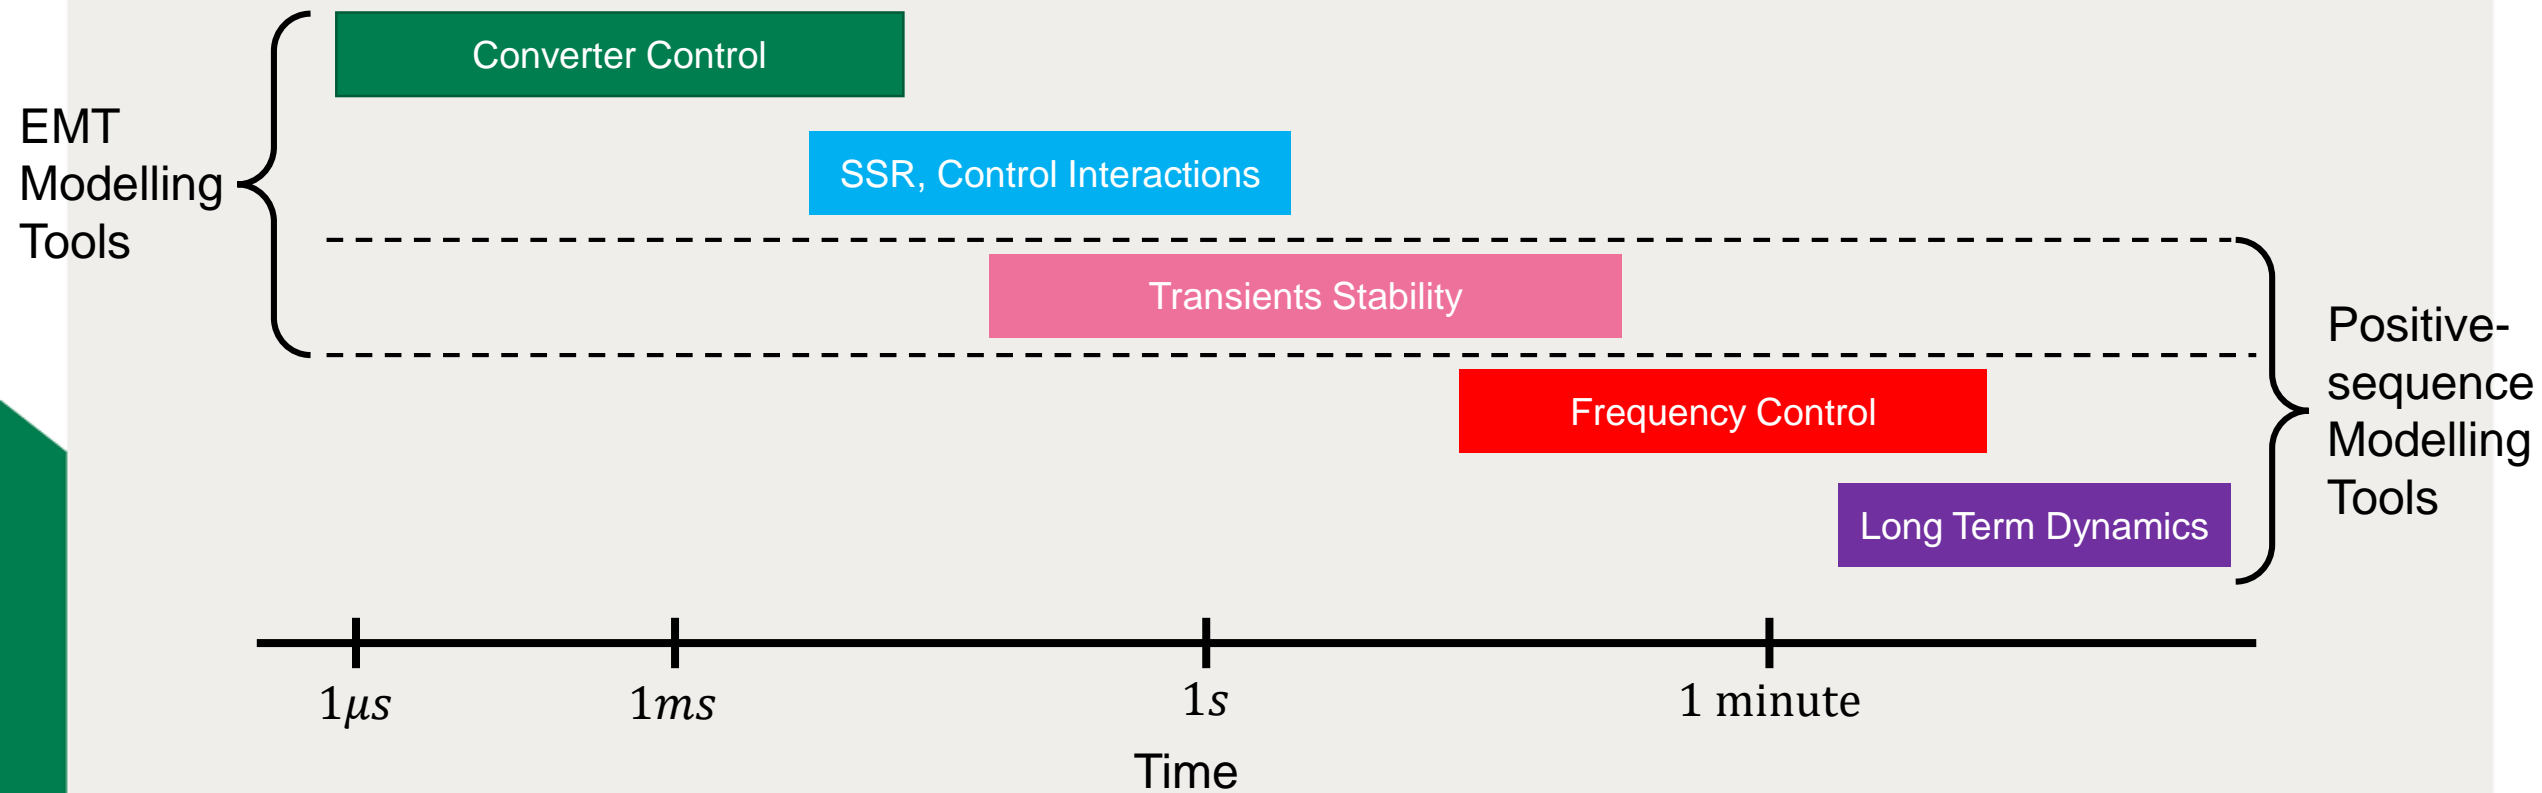 Converter Control
EMT
Modelling
Tools
SSR, Control Interactions
Transients Stability
Positive-
sequence
Modelling
Tools
Frequency Control
Long Term Dynamics
1μs
1ms
1s
1 minute
Time